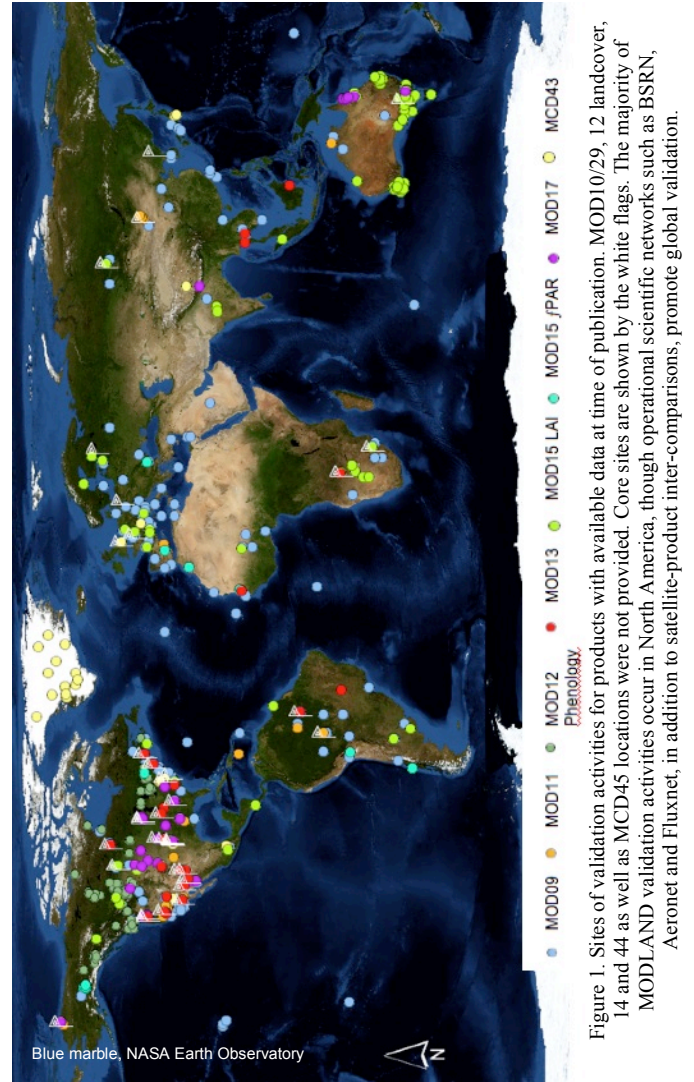 Blue marble, NASA Earth Observatory
N
MOD09 MOD11 MOD12 MOD13 MOD15 LAI MOD15 ƒPAR MOD17 MCD43
Phenology
Figure 1. Sites of validation activities for products with available data at time of publication. MOD10/29, 12 landcover,
14 and 44 as well as MCD45 locations were not provided. Core sites are shown by the white flags. The majority of
MODLAND validation activities occur in North America, though operational scientific networks such as BSRN,
Aeronet and Fluxnet, in addition to satellite-product inter-comparisons, promote global validation.